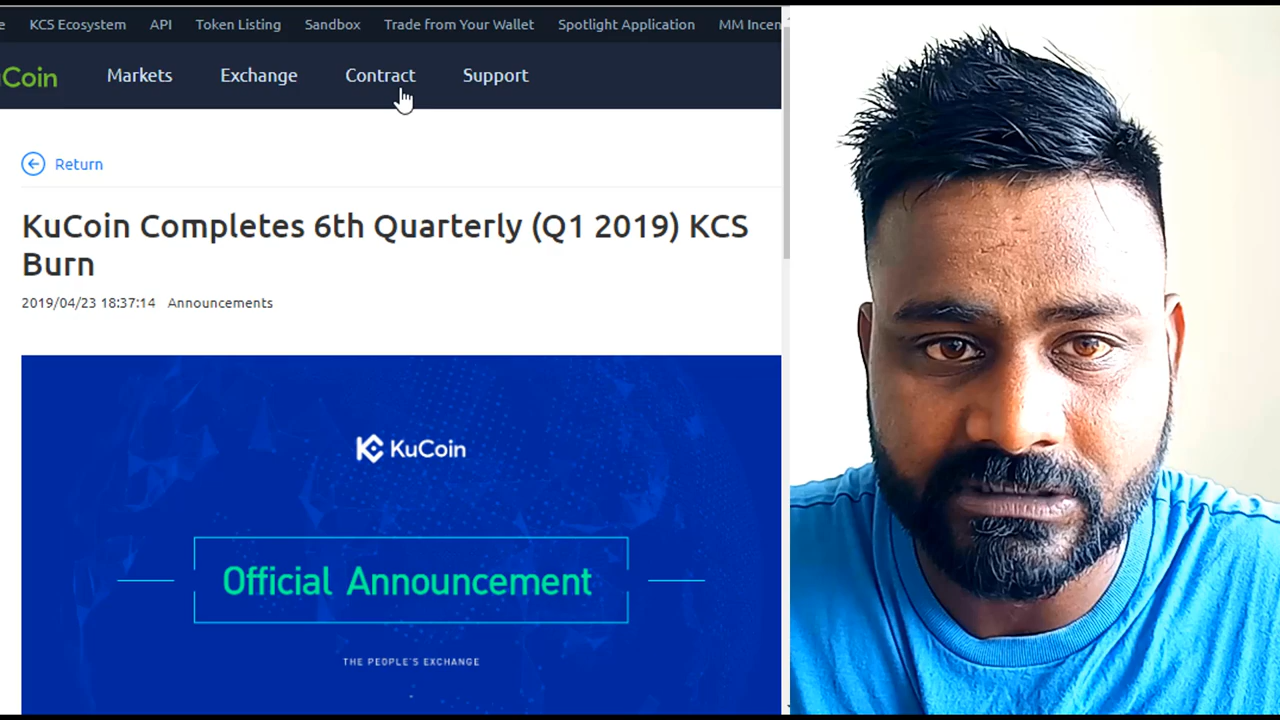 KCS Ecosystem API Token Listing Sandbox Trade from Your Wallet Spotlight Application MM Incen
Coin Markets Exchange Contract Support
Return
KuCoin Completes 6th Quarterly (Q1 2019) KCS
Burn
2019/04/23 18:37:14 Announcements
KuCoin
Official Announcement
THE PEOPLE'S EXCHANGE